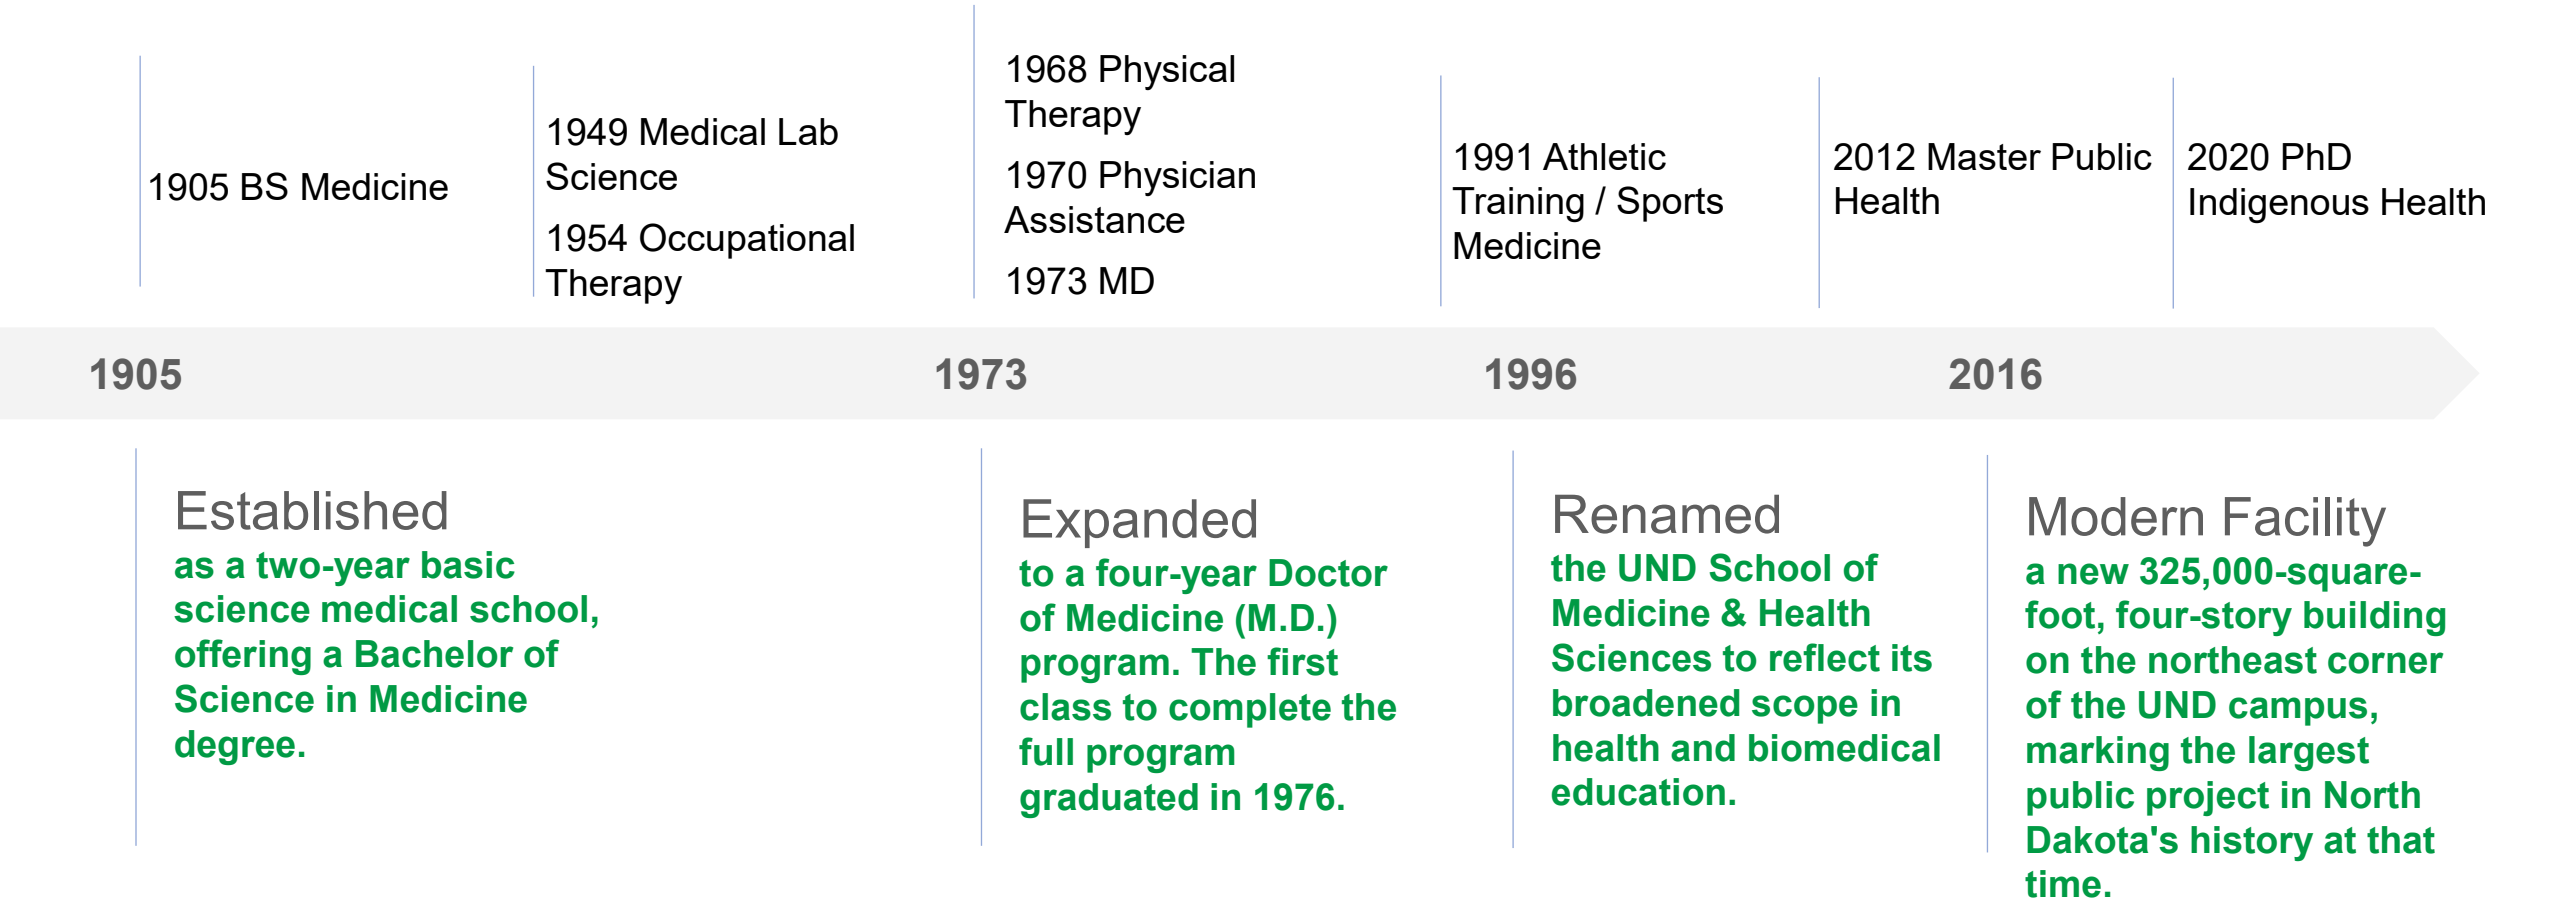 1905 BS Medicine
1949 Medical Lab
Science
1954 Occupational
Therapy
1968 Physical
Therapy
1970 Physician
Assistance
1973 MD
1991 Athletic
Training / Sports
Medicine
2012 Master Public
Health
2020 PhD
Indigenous Health
1905
1973
1996
2016
Established
as a two-year basic
science medical school,
offering a Bachelor of
Science in Medicine
degree.
Expanded
to a four-year Doctor
of Medicine (M.D.)
program. The first
class to complete the
full program
graduated in 1976.
Renamed
the UND School of
Medicine & Health
Sciences to reflect its
broadened scope in
health and biomedical
education.
Modern Facility
a new 325,000-square-
foot, four-story building
on the northeast corner
of the UND campus,
marking the largest
public project in North
Dakota's history at that
time.